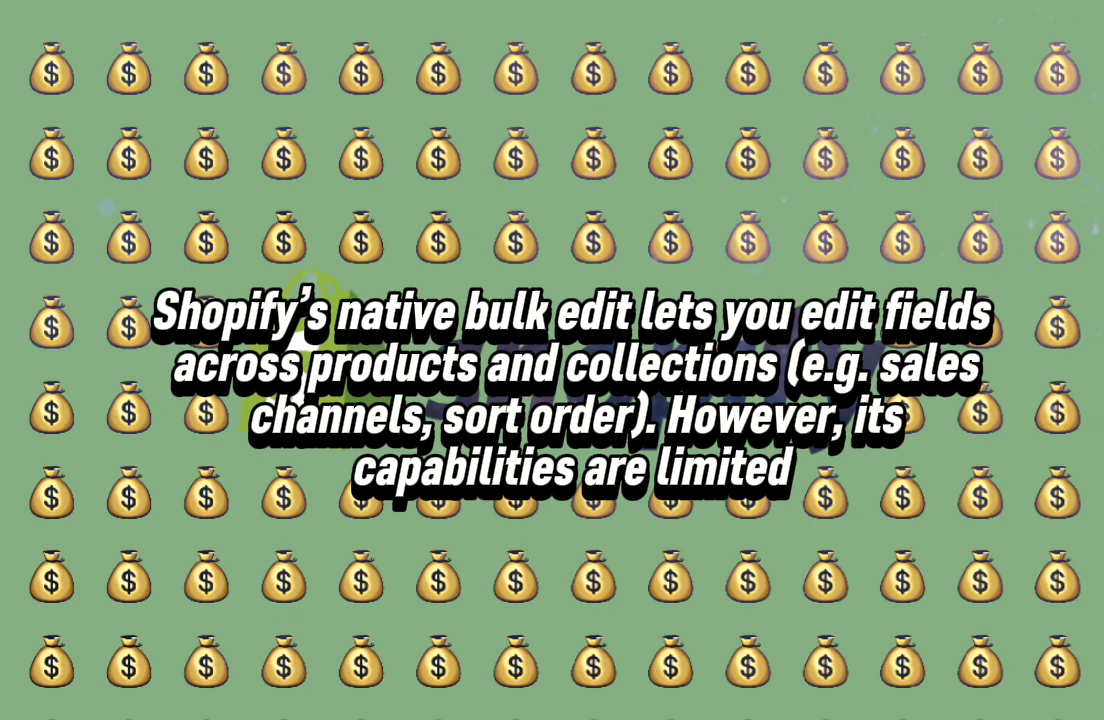 Shopify’s native bulk edit lets you edit fields
across products and collections (e.g. sales
channels, sort order). However, its
capabilities are limited